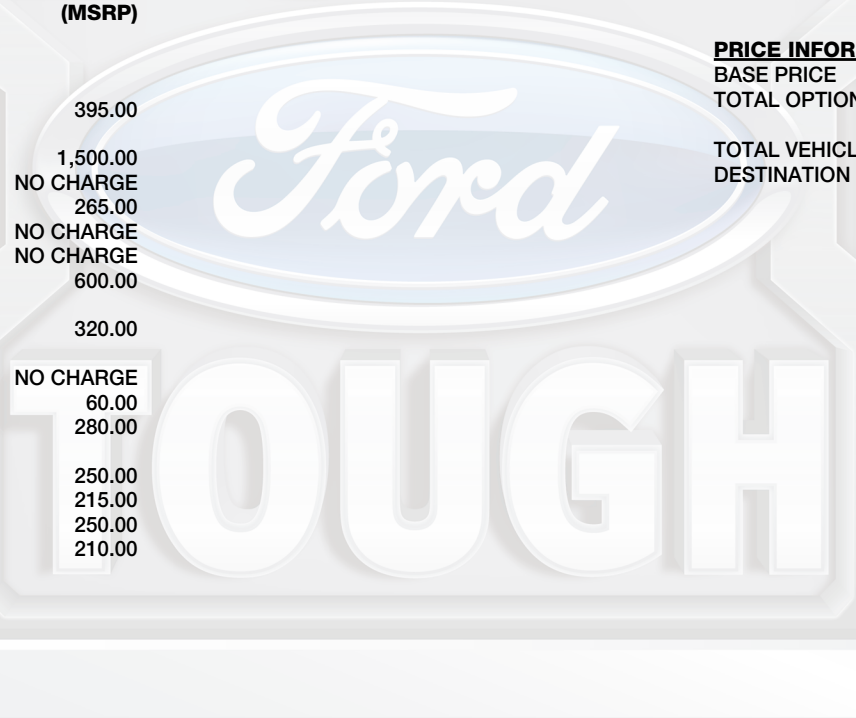 (MSRP)
395.00
1,500.00
NO CHARGE
265.00
NO CHARGE
NO CHARGE
600.00
320.00
NO CHARGE
60.00
280.00
250.00
215.00
250.00
210.00
PRICE INFOR
BASE PRICE
TOTAL OPTION
TOTAL VEHICL
DESTINATION
Ford
TOUGH